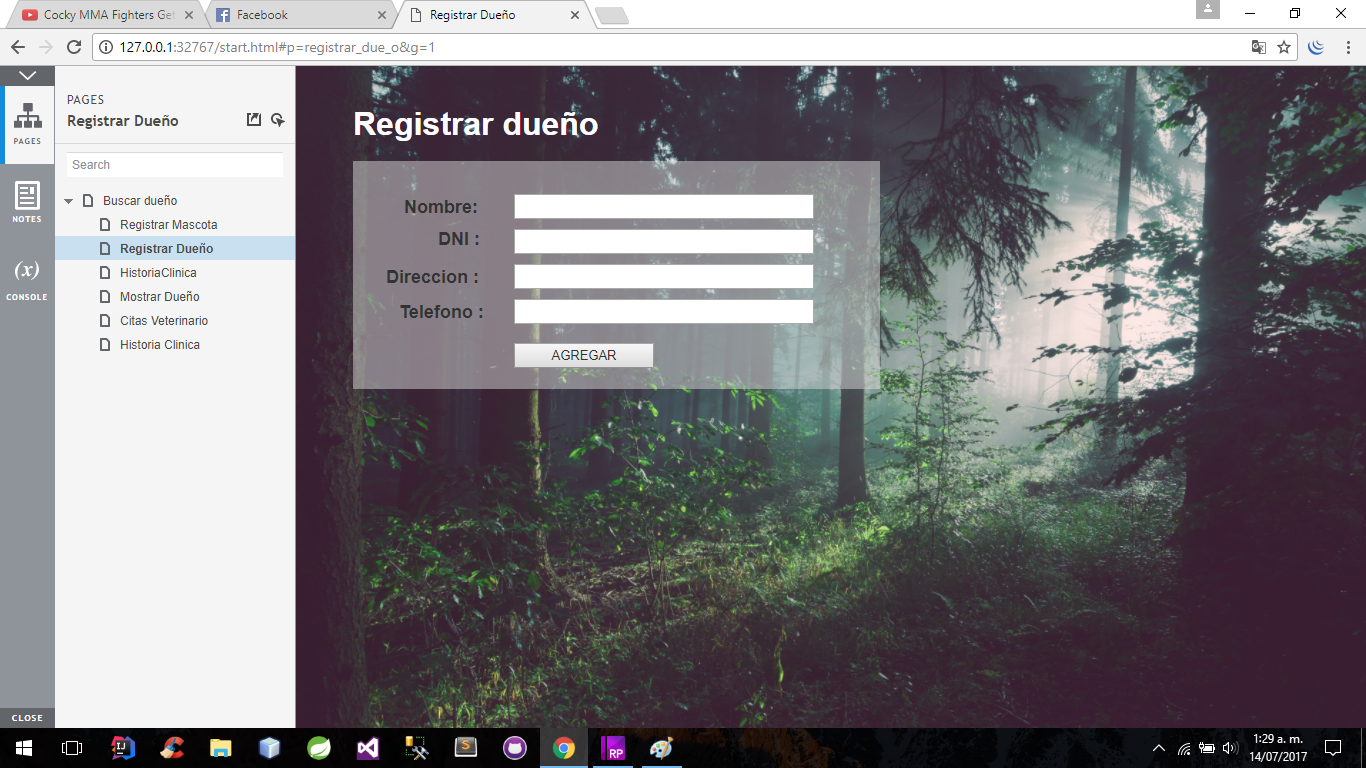 Cocky MMA Fighters Get
Facebook
Registrar Dueño
127.0.0.1:32767/start.html#p=registrar_due_o&g=1
PAGES
NOTES
(x)
CONSOLE
CLOSE
PAGES
Registrar Dueño
Search
Buscar dueño
Registrar Mascota
Registrar Dueño
HistoriaClinica
Mostrar Dueño
Citas Veterinario
Historia Clinica
Registrar dueño
Nombre:
DNI :
Direccion :
Telefono :
AGREGAR
IJ
S
RP
1:29 a. m.
14/07/2017